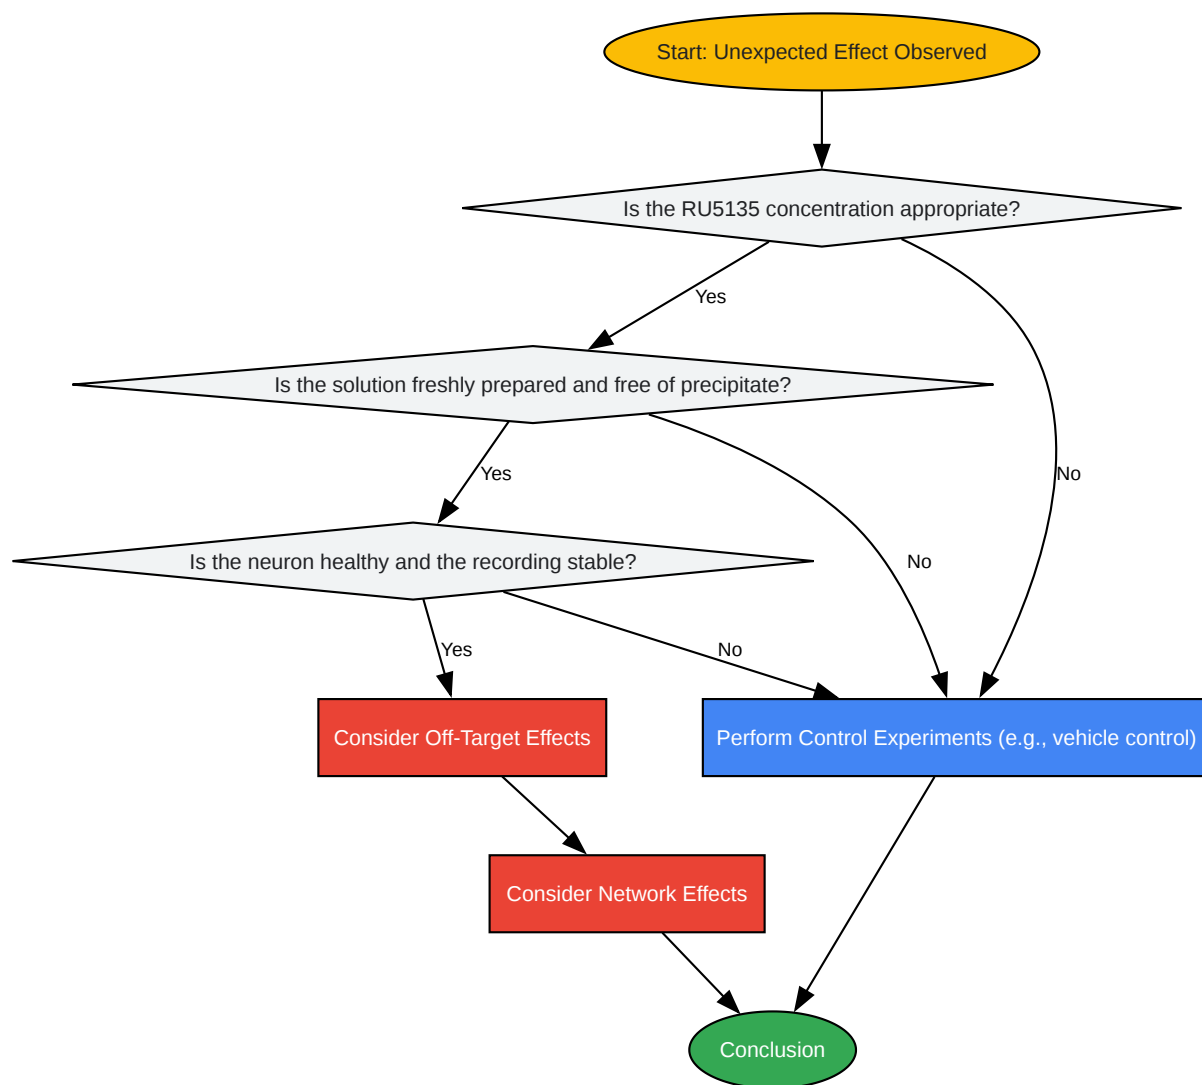 Start: Unexpected Effect Observed
Is the RU5135 concentration appropriate?
Yes
Is the solution freshly prepared and free of precipitate?
Yes
No
Is the neuron healthy and the recording stable?
No
Yes
No
Consider Off-Target Effects
Perform Control Experiments (e.g., vehicle control)
Consider Network Effects
Conclusion